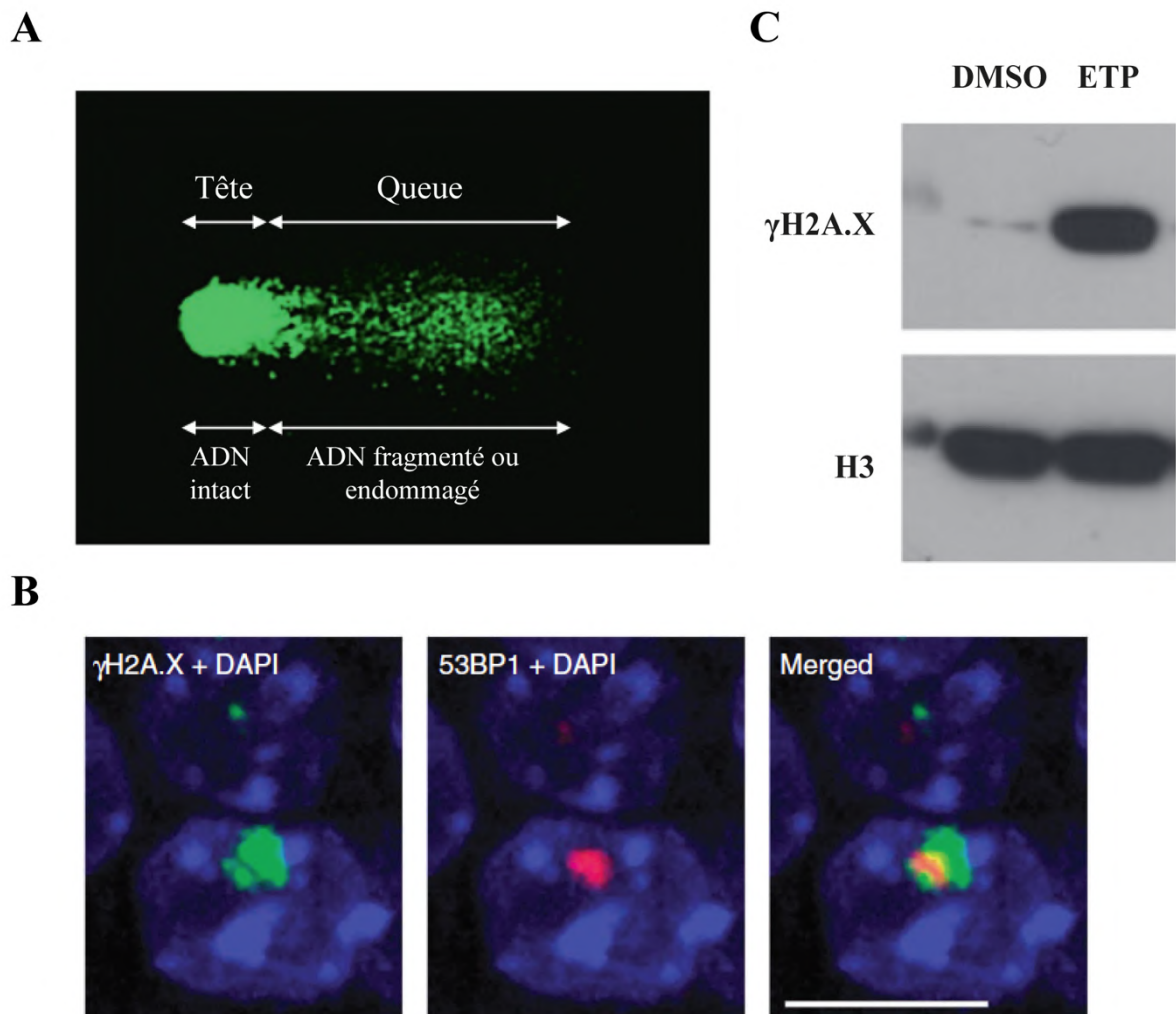 A
Tête Queue
ADN intact
ADN fragmenté ou endommagé
C
DMSO ETP
γH2A.X
H3
B
γH2A.X + DAPI
53BP1 + DAPI
Merged